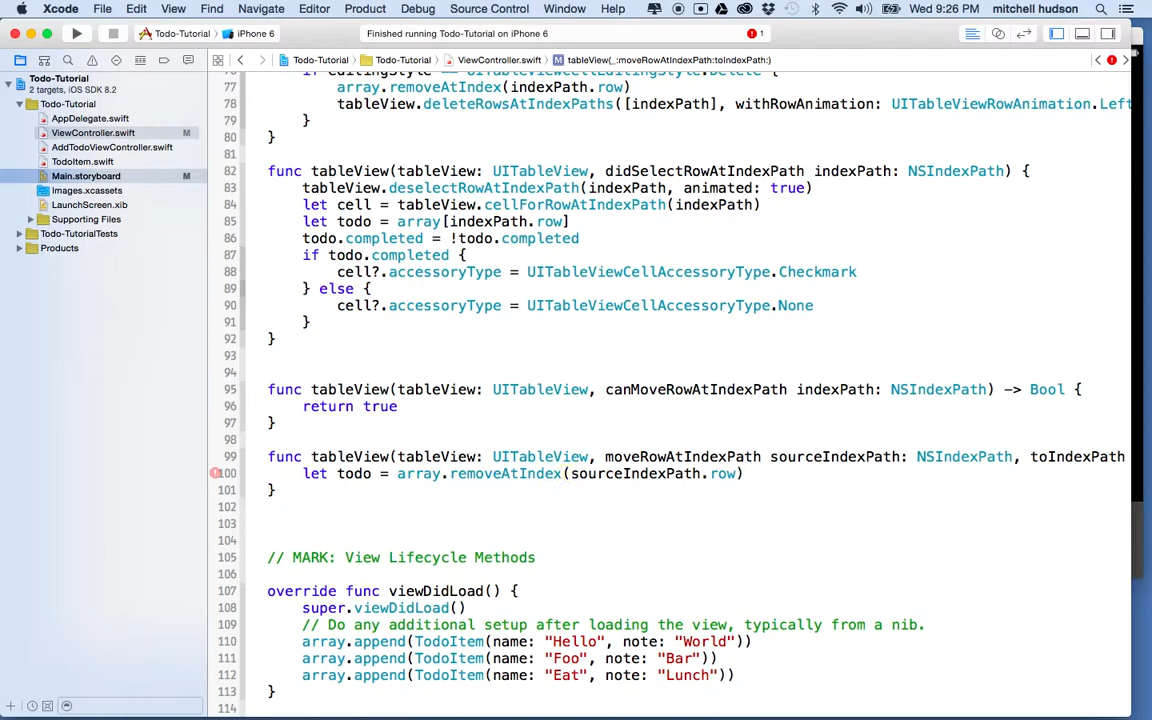 Xcode File Edit View Find Navigate Editor Product Debug Source Control Window Help Wed 9:26 PM mitchell hudson
Todo-Tutorial iPhone 6 Finished running Todo-Tutorial on iPhone 6 1
Todo-Tutorial Todo-Tutorial ViewController.swift tableView(_:moveRowAtIndexPath:toIndexPath:)
Todo-Tutorial
2 targets, iOS SDK 8.2
Todo-Tutorial
AppDelegate.swift
ViewController.swift M
AddTodoViewController.swift
TodoItem.swift
Main.storyboard M
Images.xcassets
LaunchScreen.xib
Supporting Files
Todo-TutorialTests
Products
76 if editingStyle == UITableViewCellEditingStyle.Delete {
77 array.removeAtIndex(indexPath.row)
78 tableView.deleteRowsAtIndexPaths([indexPath], withRowAnimation: UITableViewRowAnimation.Left
79 }
80 }
81
82 func tableView(tableView: UITableView, didSelectRowAtIndexPath indexPath: NSIndexPath) {
83 tableView.deselectRowAtIndexPath(indexPath, animated: true)
84 let cell = tableView.cellForRowAtIndexPath(indexPath)
85 let todo = array[indexPath.row]
86 todo.completed = !todo.completed
87 if todo.completed {
88 cell?.accessoryType = UITableViewCellAccessoryType.Checkmark
89 } else {
90 cell?.accessoryType = UITableViewCellAccessoryType.None
91 }
92 }
93
94
95 func tableView(tableView: UITableView, canMoveRowAtIndexPath indexPath: NSIndexPath) -> Bool {
96 return true
97 }
98
99 func tableView(tableView: UITableView, moveRowAtIndexPath sourceIndexPath: NSIndexPath, toIndexPath
100 let todo = array.removeAtIndex(sourceIndexPath.row)
101 }
102
103
104
105 // MARK: View Lifecycle Methods
106
107 override func viewDidLoad() {
108 super.viewDidLoad()
109 // Do any additional setup after loading the view, typically from a nib.
110 array.append(TodoItem(name: "Hello", note: "World"))
111 array.append(TodoItem(name: "Foo", note: "Bar"))
112 array.append(TodoItem(name: "Eat", note: "Lunch"))
113 }
114